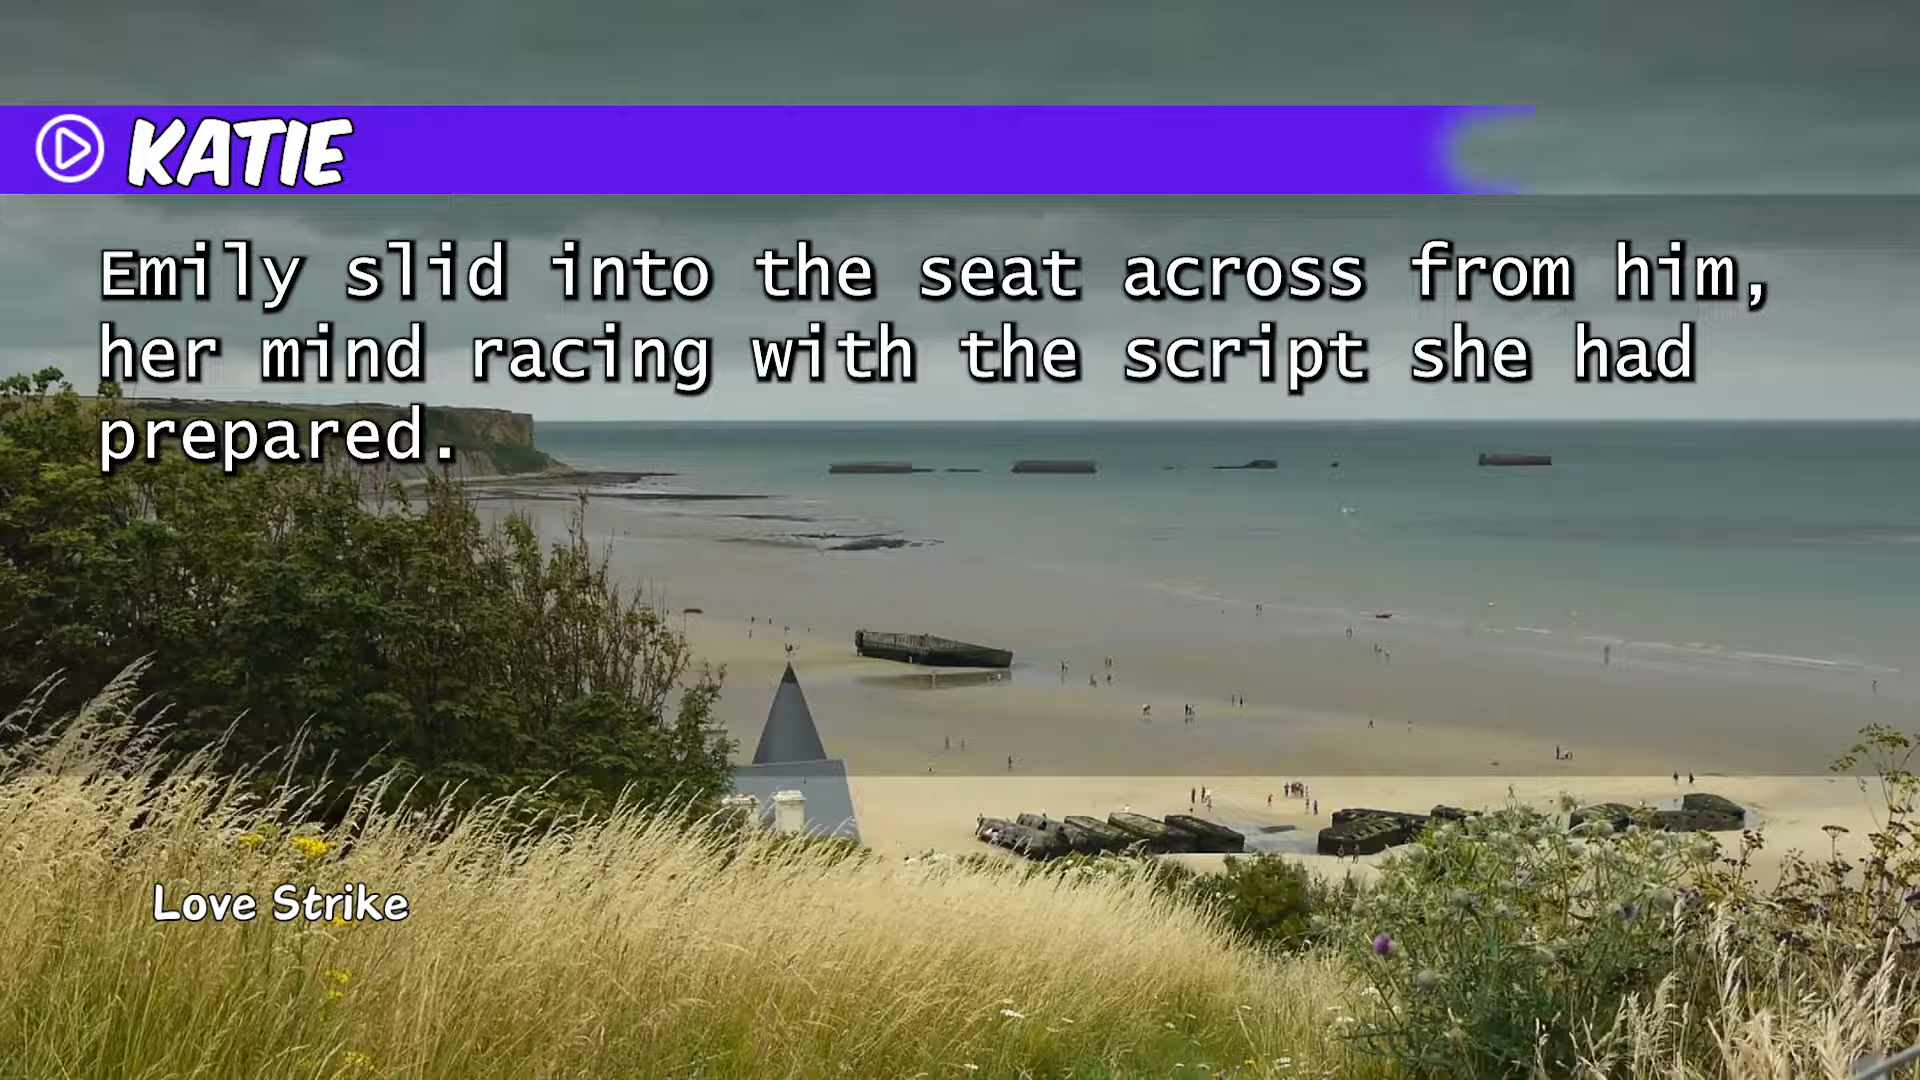 KATIE
Emily slid into the seat across from him,
her mind racing with the script she had
prepared.
Love Strike